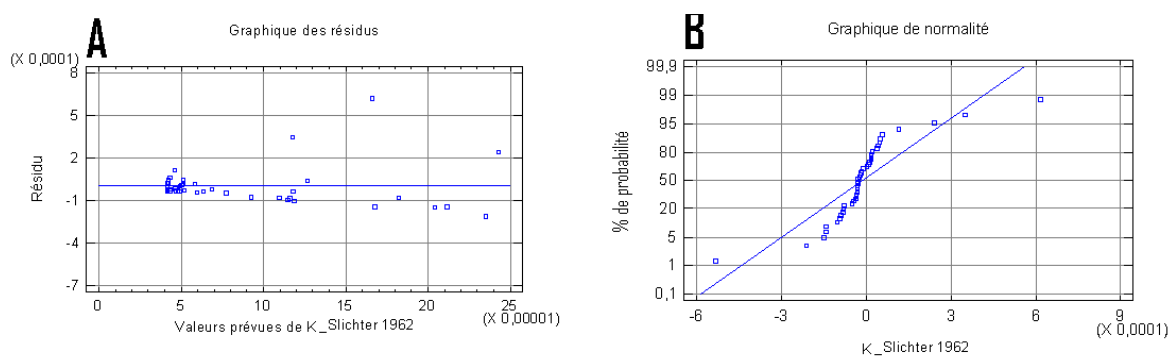 A
Graphique des résidus
(X 0,0001)
8
5
2
-1
-4
-7
Résidu
0 5 10 15 20 25
(X 0,00001)
Valeurs prévues de K_Slichter 1962
B
Graphique de normalité
99,9
99
95
80
50
20
5
1
0,1
% de probabilité
-6 -3 0 3 6 9
(X 0,0001)
K_Slichter 1962